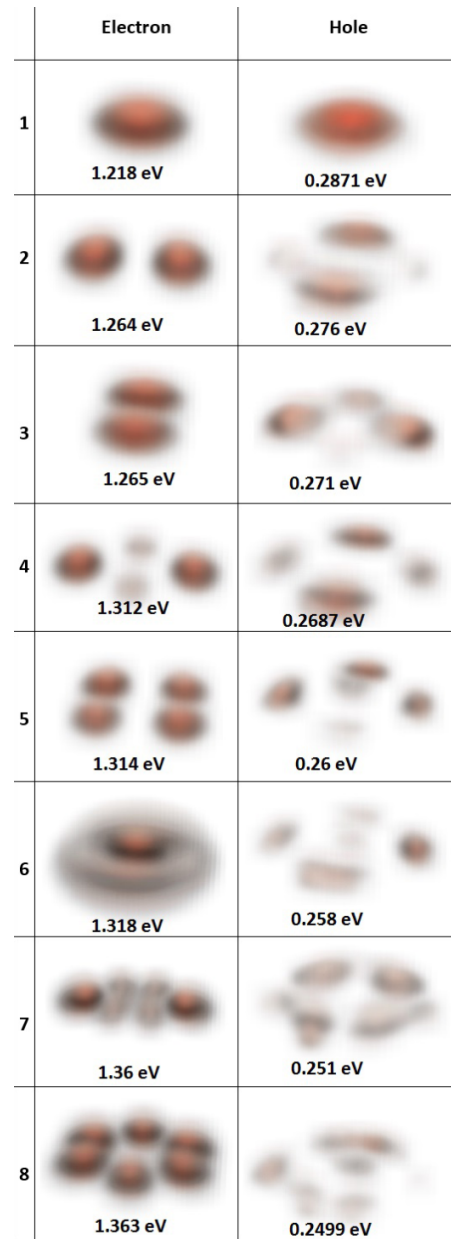 Electron Hole
1
1.218 eV 0.2871 eV
2
1.264 eV 0.276 eV
3
1.265 eV 0.271 eV
4
1.312 eV 0.2687 eV
5
1.314 eV 0.26 eV
6
1.318 eV 0.258 eV
7
1.36 eV 0.251 eV
8
1.363 eV 0.2499 eV